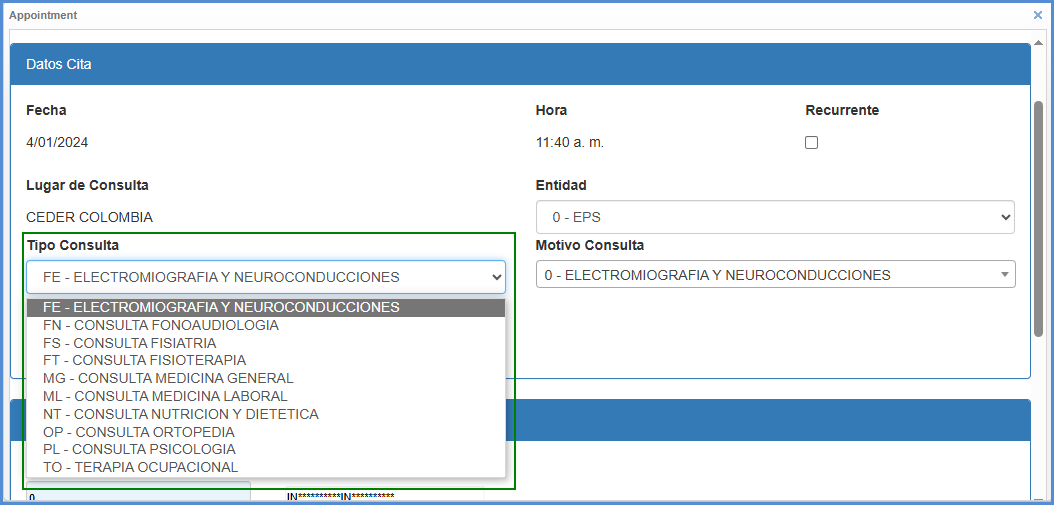 Appointment
Datos Cita
Fecha
Hora
Recurrente
4/01/2024
11:40 a. m.
Lugar de Consulta
Entidad
CEDER COLOMBIA
0 - EPS
Tipo Consulta
Motivo Consulta
FE - ELECTROMIOGRAFIA Y NEUROCONDUCCIONES
0 - ELECTROMIOGRAFIA Y NEUROCONDUCCIONES
FE - ELECTROMIOGRAFIA Y NEUROCONDUCCIONES
FN - CONSULTA FONOAUDIOLOGIA
FS - CONSULTA FISIATRIA
FT - CONSULTA FISIOTERAPIA
MG - CONSULTA MEDICINA GENERAL
ML - CONSULTA MEDICINA LABORAL
NT - CONSULTA NUTRICION Y DIETETICA
OP - CONSULTA ORTOPEDIA
PL - CONSULTA PSICOLOGIA
TO - TERAPIA OCUPACIONAL
0
IN**********IN**********